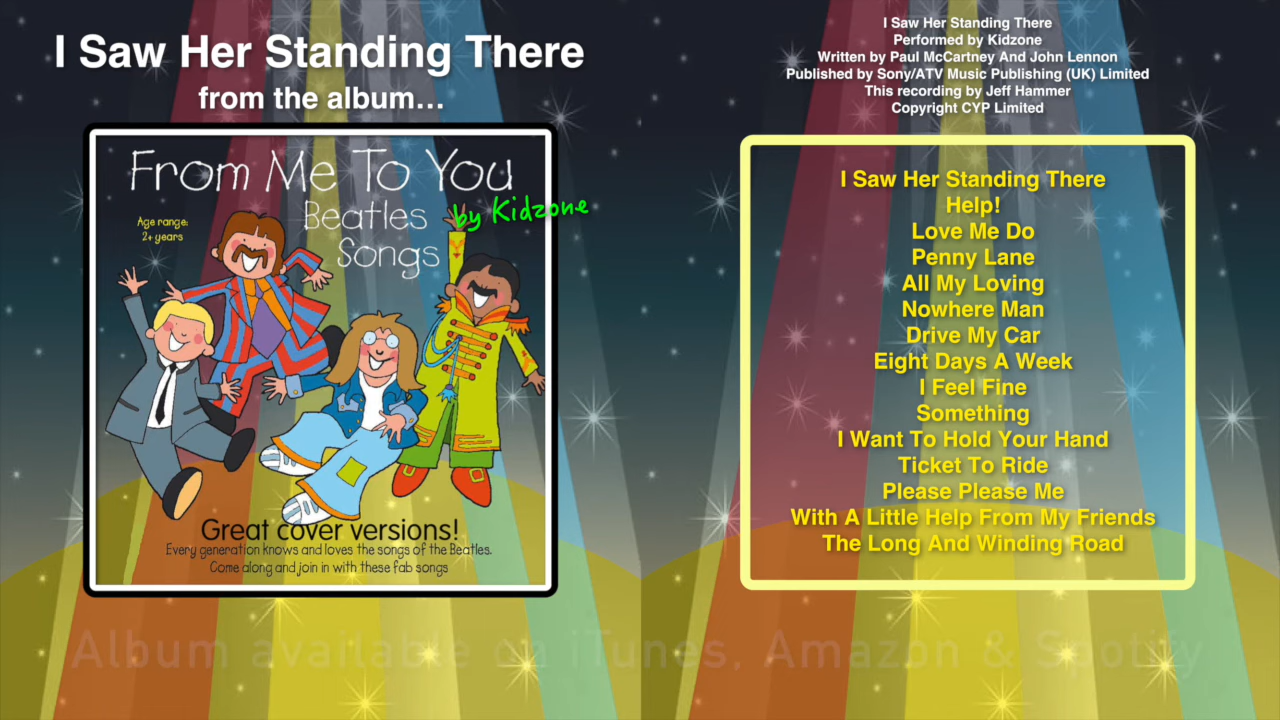 I Saw Her Standing There
from the album...
From Me To You
Beatles
Songs
by Kidzone
Age range:
2+ years
Great cover versions!
Every generation knows and loves the songs of the Beatles.
Come along and join in with these fab songs
I Saw Her Standing There
Performed by Kidzone
Written by Paul McCartney And John Lennon
Published by Sony/ATV Music Publishing (UK) Limited
This recording by Jeff Hammer
Copyright CYP Limited
I Saw Her Standing There
Help!
Love Me Do
Penny Lane
All My Loving
Nowhere Man
Drive My Car
Eight Days A Week
I Feel Fine
Something
I Want To Hold Your Hand
Ticket To Ride
Please Please Me
With A Little Help From My Friends
The Long And Winding Road
Album available on iTunes, Amazon & Spotify